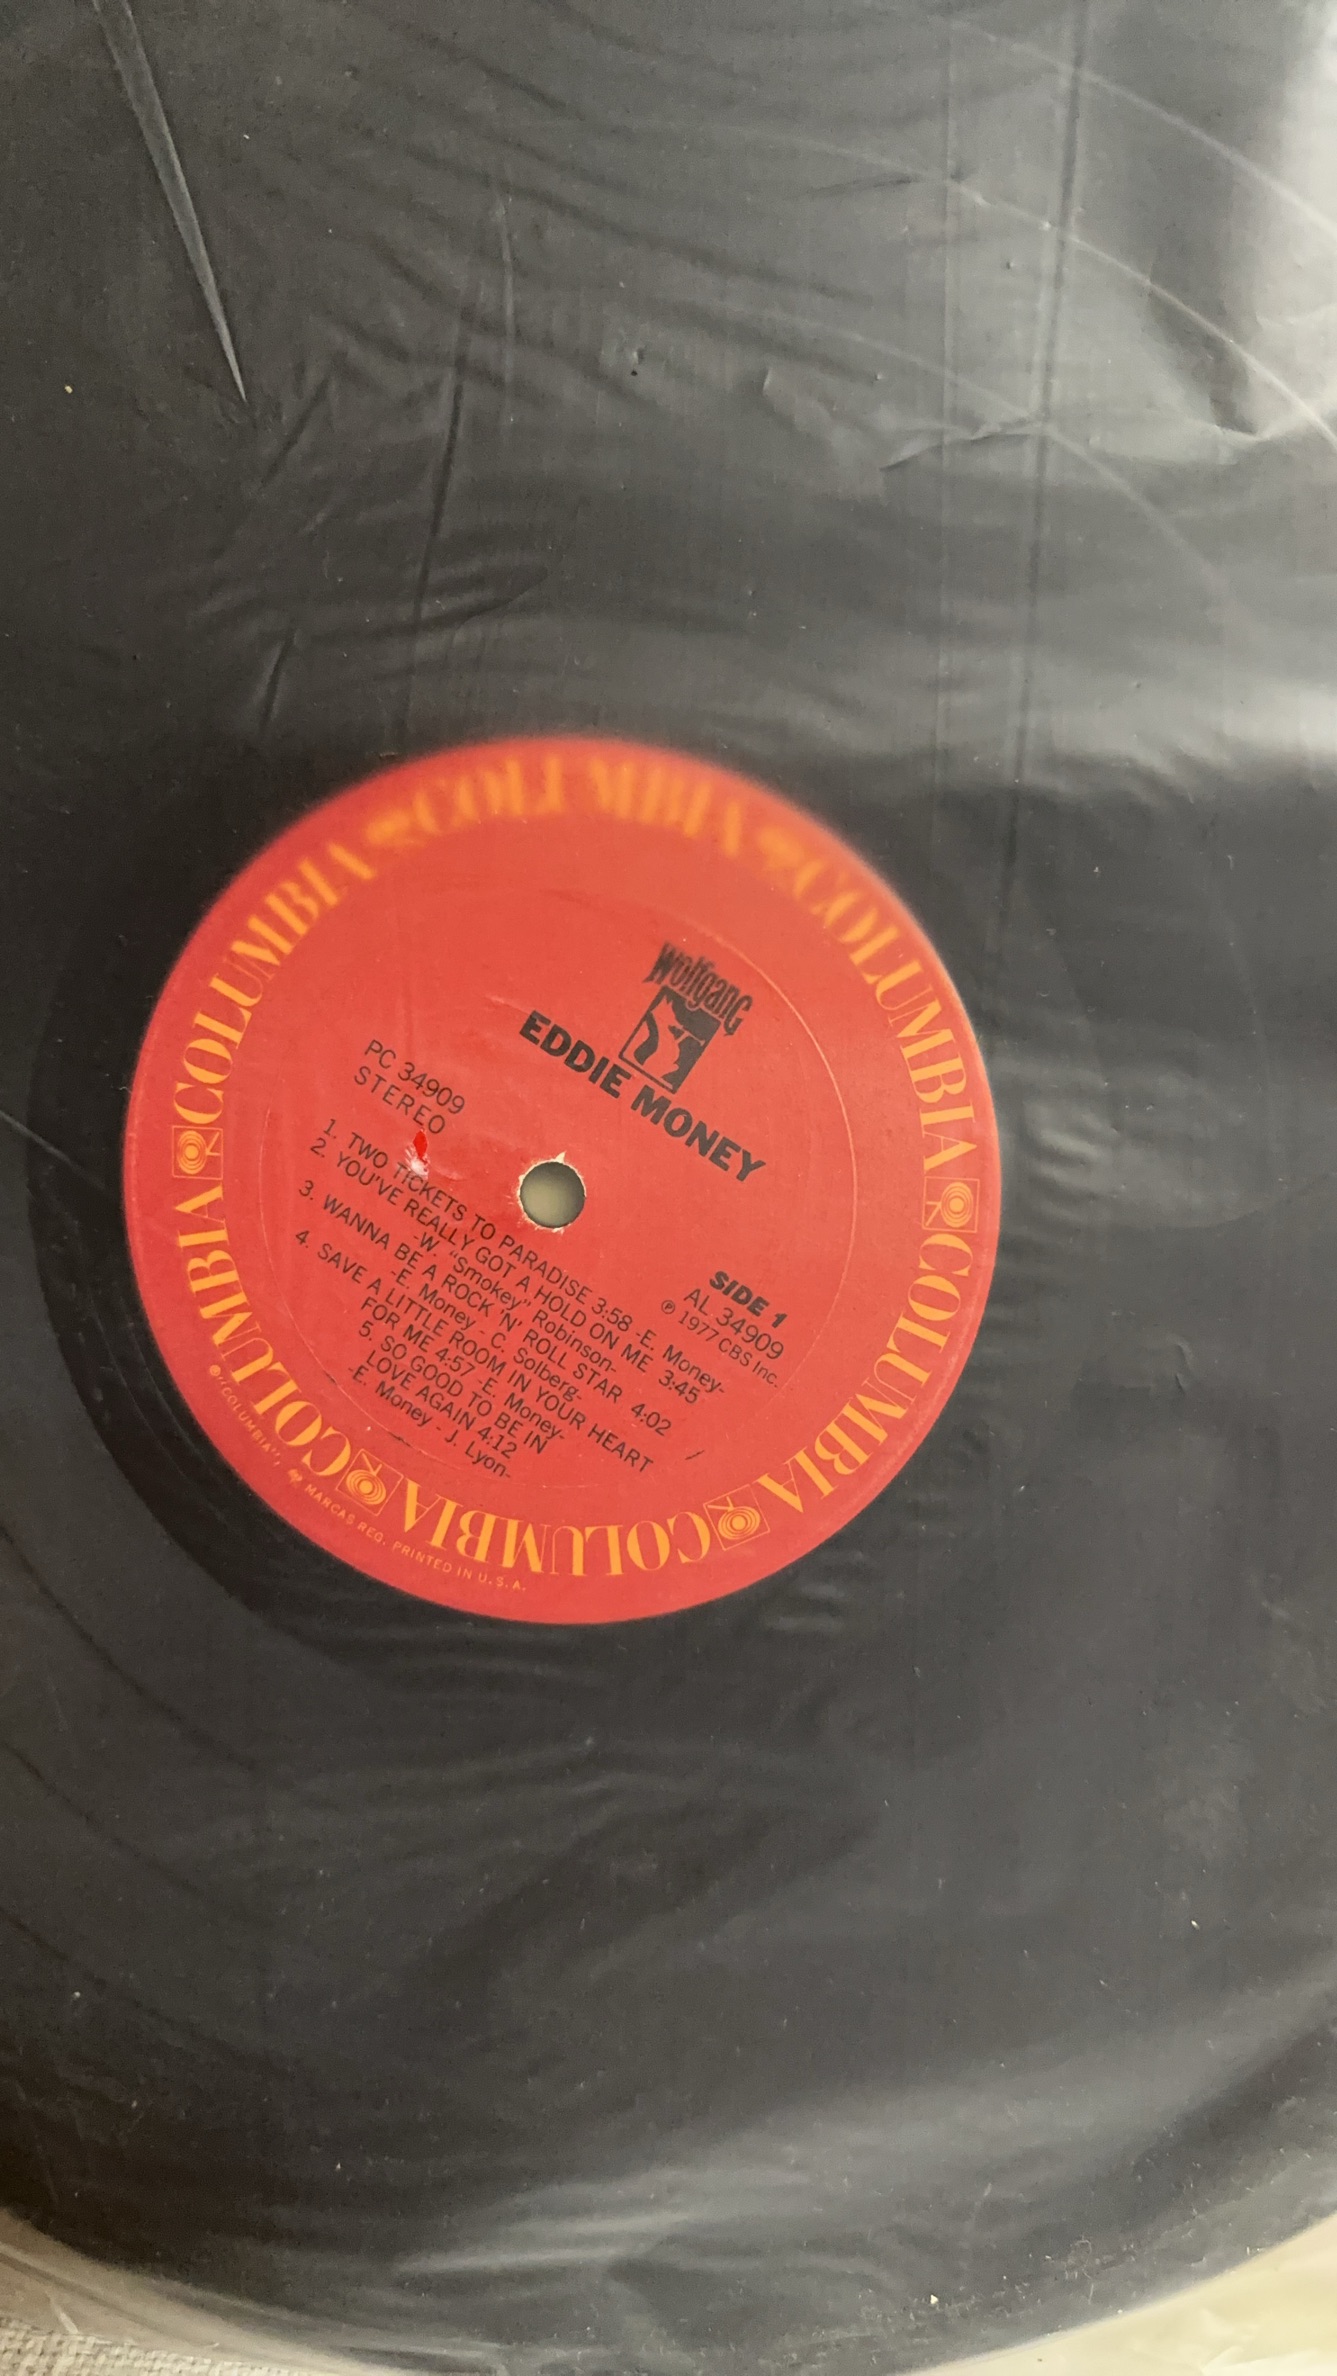 Wolfgang
EDDIE MONEY
PC 34909
STEREO
SIDE 1
AL 34909
℗ 1977 CBS Inc.
1. TWO TICKETS TO PARADISE 3:58 -E. Money-
2. YOU'VE REALLY GOT A HOLD ON ME 3:45
-W. "Smokey" Robinson-
3. WANNA BE A ROCK 'N' ROLL STAR 4:02
-E. Money - C. Solberg-
4. SAVE A LITTLE ROOM IN YOUR HEART
FOR ME 4:57 -E. Money-
5. SO GOOD TO BE IN
LOVE AGAIN 4:12
-E. Money - J. Lyon-
COLUMBIA COLUMBIA COLUMBIA COLUMBIA COLUMBIA COLUMBIA COLUMBIA
"COLUMBIA", MARCAS REG. PRINTED IN U.S.A.